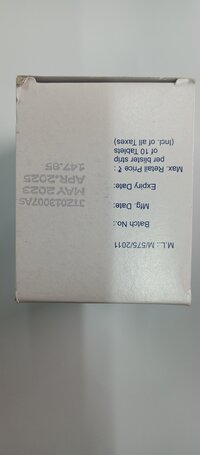 M.L.: M/575/2011
Batch No.: 3TZ013007AS
Mfg. Date: MAY 2023
Expiry Date: APR.2025
Max. Retail Price ₹ : 147.85
per blister strip
of 10 Tablets
(Incl. of all Taxes)